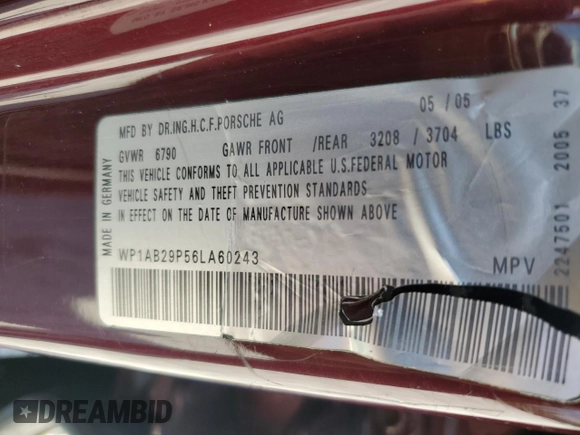 MFD BY DR.ING.H.C.F.PORSCHE AG 05/05
GVWR 6790 GAWR FRONT /REAR 3208 / 3704 LBS
THIS VEHICLE CONFORMS TO ALL APPLICABLE U.S.FEDERAL MOTOR
VEHICLE SAFETY AND THEFT PREVENTION STANDARDS
IN EFFECT ON THE DATE OF MANUFACTURE SHOWN ABOVE
WP1AB29P56LA60243 MPV
MADE IN GERMANY
2247501 2005 37
DREAMBID